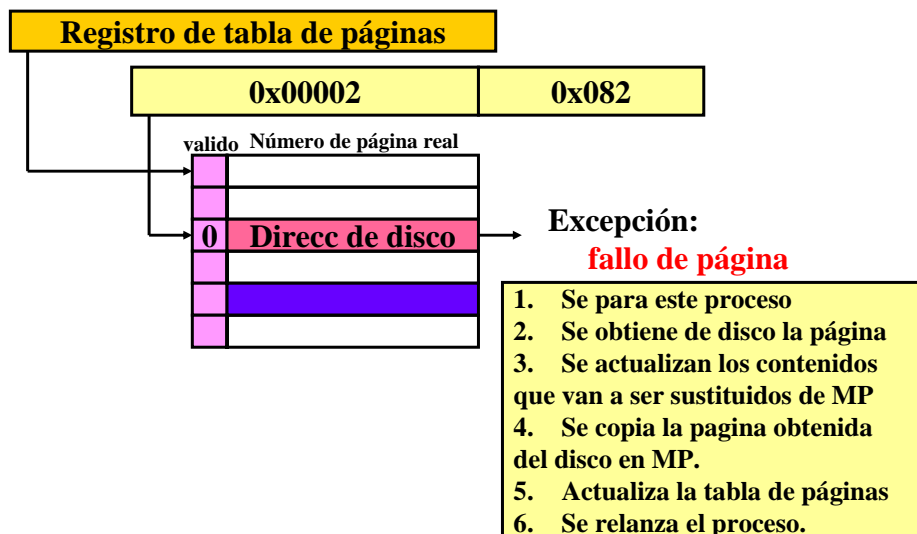 Registro de tabla de páginas
0x00002 0x082
valido Número de página real
0 Direcc de disco
Excepción:
fallo de página
1. Se para este proceso
2. Se obtiene de disco la página
3. Se actualizan los contenidos
que van a ser sustituidos de MP
4. Se copia la pagina obtenida
del disco en MP.
5. Actualiza la tabla de páginas
6. Se relanza el proceso.